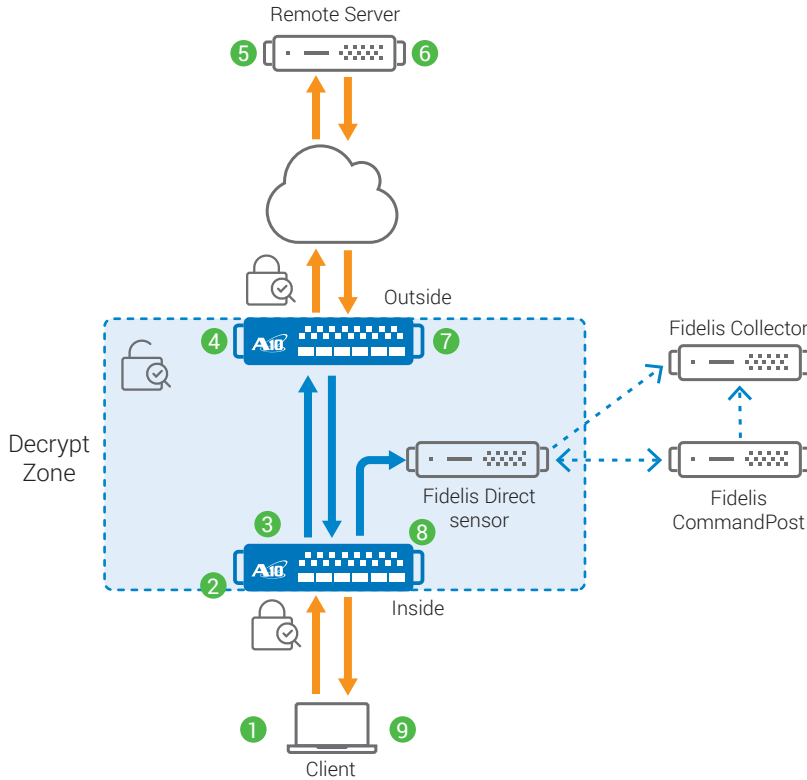 Remote Server
5
6
Outside
4
A10
7
Fidelis Collector
Decrypt
Zone
Fidelis Direct
sensor
Fidelis
CommandPost
3
8
2
A10
Inside
1
9
Client